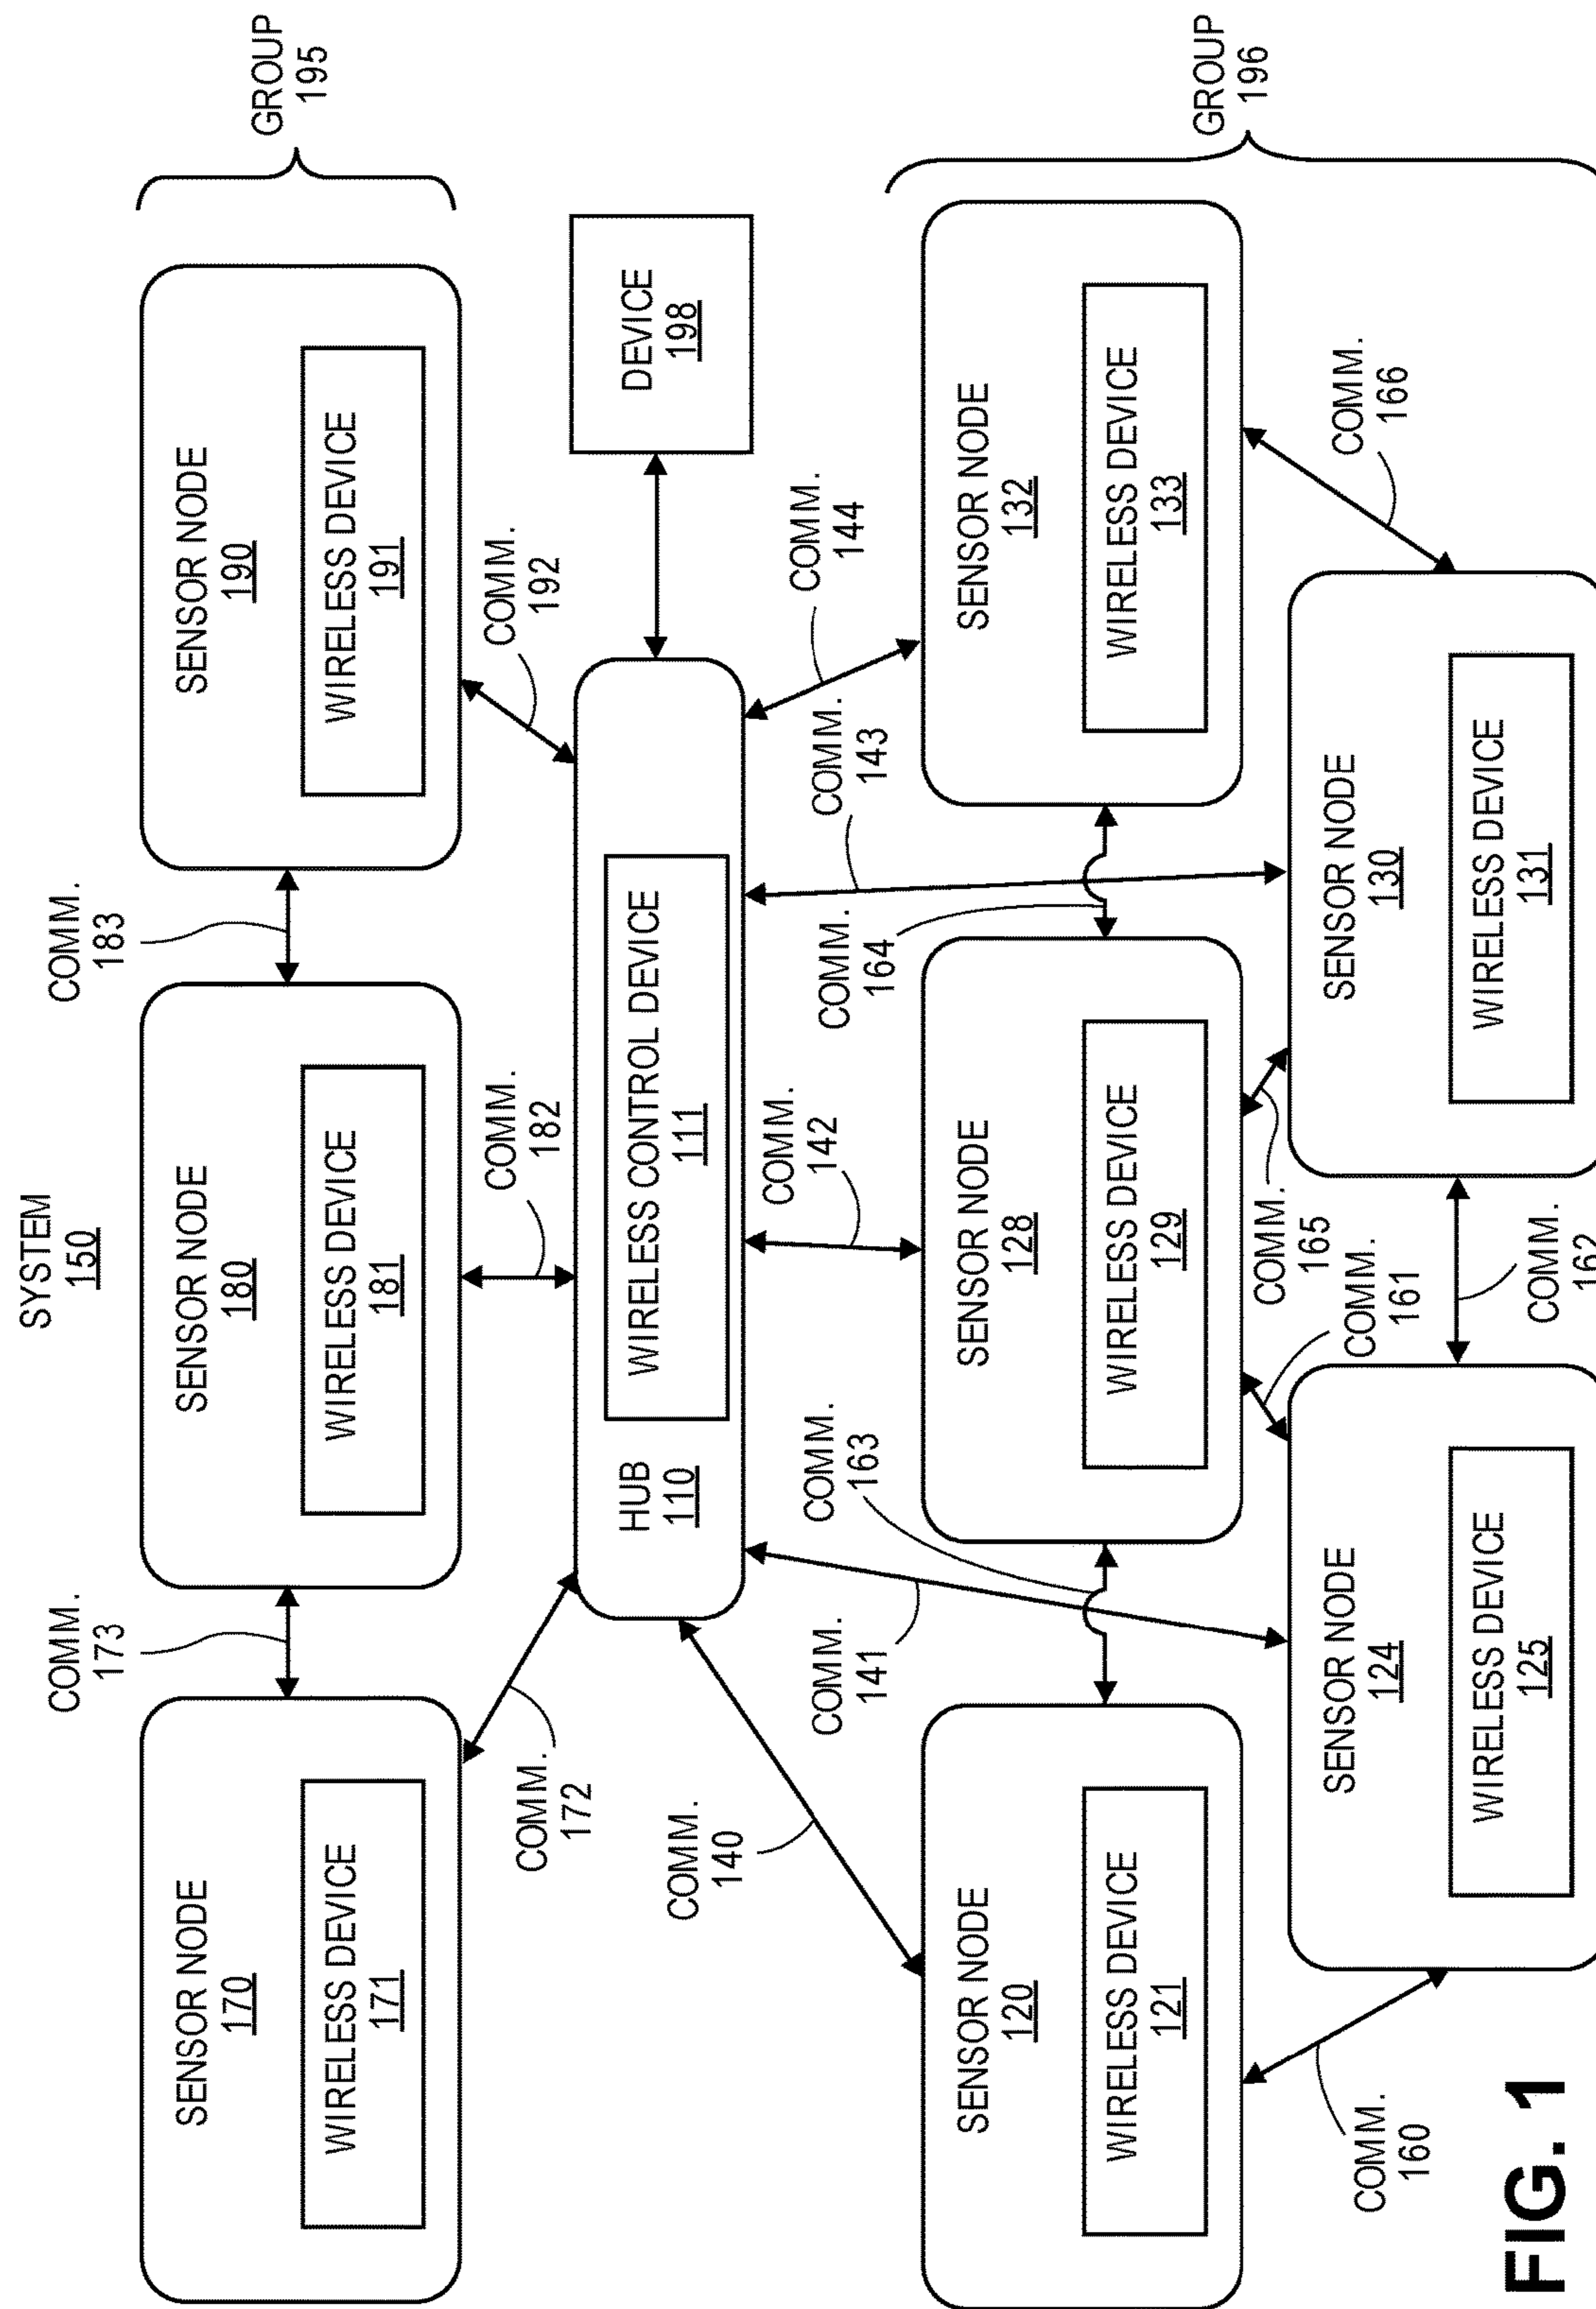 SYSTEM
150
COMM.
173
COMM.
183
GROUP
195
SENSOR NODE
170
WIRELESS DEVICE
171
SENSOR NODE
180
WIRELESS DEVICE
181
SENSOR NODE
190
WIRELESS DEVICE
191
COMM.
172
COMM.
182
COMM.
192
HUB
110
WIRELESS CONTROL DEVICE
111
DEVICE
198
COMM.
140
COMM.
141
COMM.
163
COMM.
142
COMM.
164
COMM.
143
COMM.
144
GROUP
196
SENSOR NODE
120
WIRELESS DEVICE
121
SENSOR NODE
128
WIRELESS DEVICE
129
SENSOR NODE
132
WIRELESS DEVICE
133
COMM.
160
COMM.
161
COMM.
165
COMM.
166
SENSOR NODE
124
WIRELESS DEVICE
125
SENSOR NODE
130
WIRELESS DEVICE
131
COMM.
162
FIG. 1